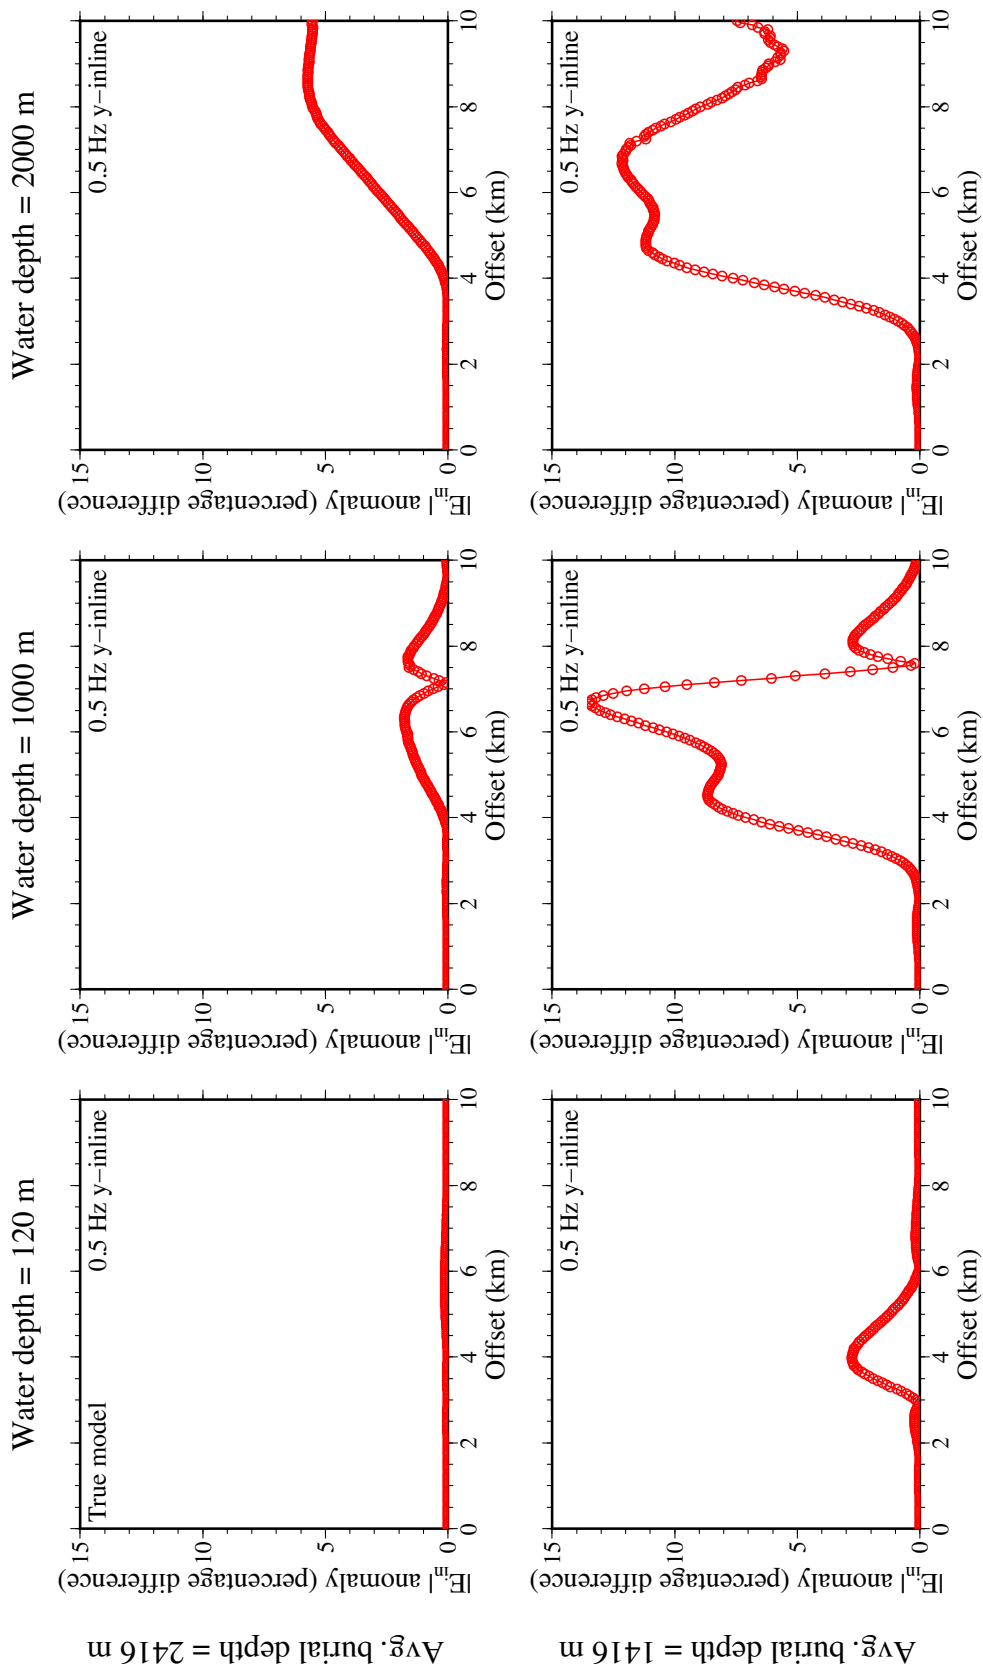 Water depth = 120 m
Water depth = 1000 m
Water depth = 2000 m
Avg. burial depth = 2416 m
|E_in| anomaly (percentage difference)
15
10
5
0
True model
0.5 Hz y−inline
0 2 4 6 8 10
Offset (km)
|E_in| anomaly (percentage difference)
15
10
5
0
0.5 Hz y−inline
0 2 4 6 8 10
Offset (km)
|E_in| anomaly (percentage difference)
15
10
5
0
0.5 Hz y−inline
0 2 4 6 8 10
Offset (km)
Avg. burial depth = 1416 m
|E_in| anomaly (percentage difference)
15
10
5
0
0.5 Hz y−inline
0 2 4 6 8 10
Offset (km)
|E_in| anomaly (percentage difference)
15
10
5
0
0.5 Hz y−inline
0 2 4 6 8 10
Offset (km)
|E_in| anomaly (percentage difference)
15
10
5
0
0.5 Hz y−inline
0 2 4 6 8 10
Offset (km)